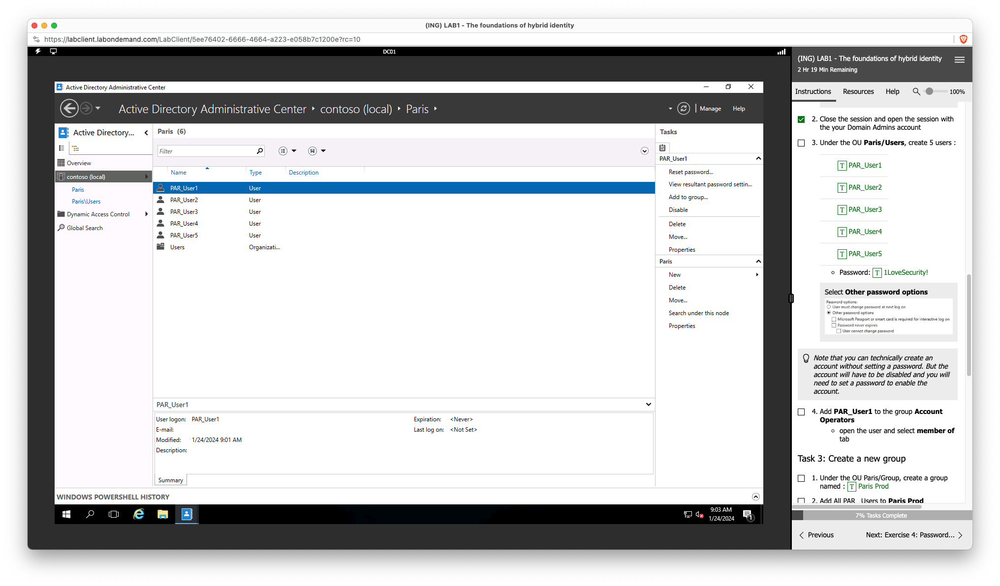 (ING) LAB1 - The foundations of hybrid identity
https://labclient.labondemand.com/LabClient/5ee76402-6666-4664-a223-e058b7c1200e?rc=10
DC01
Active Directory Administrative Center
Active Directory Administrative Center contoso (local) Paris
Manage
Help
Active Directory...
Overview
contoso (local)
Paris
Paris\Users
Dynamic Access Control
Global Search
Paris (6)
Filter
Name Type Description
PAR_User1 User
PAR_User2 User
PAR_User3 User
PAR_User4 User
PAR_User5 User
Users Organizati...
PAR_User1
User logon: PAR_User1 Expiration: <Never>
E-mail: Last log on: <Not Set>
Modified: 1/24/2024 9:01 AM
Description:
Summary
Tasks
PAR_User1
Reset password...
View resultant password settin...
Add to group...
Disable
Delete
Move...
Properties
Paris
New
Delete
Move...
Search under this node
Properties
WINDOWS POWERSHELL HISTORY
9:03 AM
1/24/2024
1
(ING) LAB1 - The foundations of hybrid identity
2 Hr 19 Min Remaining
Instructions Resources Help 100%
2. Close the session and open the session with
the your Domain Admins account
3. Under the OU Paris/Users, create 5 users :
T PAR_User1
T PAR_User2
T PAR_User3
T PAR_User4
T PAR_User5
Password: T 1LoveSecurity!
Select Other password options
Password options:
User must change password at next log on
Other password options
Microsoft Passport or smart card is required for interactive log on
Password never expires
User cannot change password
Note that you can technically create an
account without setting a password. But the
account will have to be disabled and you will
need to set a password to enable the
account.
4. Add PAR_User1 to the group Account
Operators
open the user and select member of
tab
Task 3: Create a new group
1. Under the OU Paris/Group, create a group
named : T Paris Prod
2. Add All PAR_Users to Paris Prod
7% Tasks Complete
Previous
Next: Exercise 4: Password...